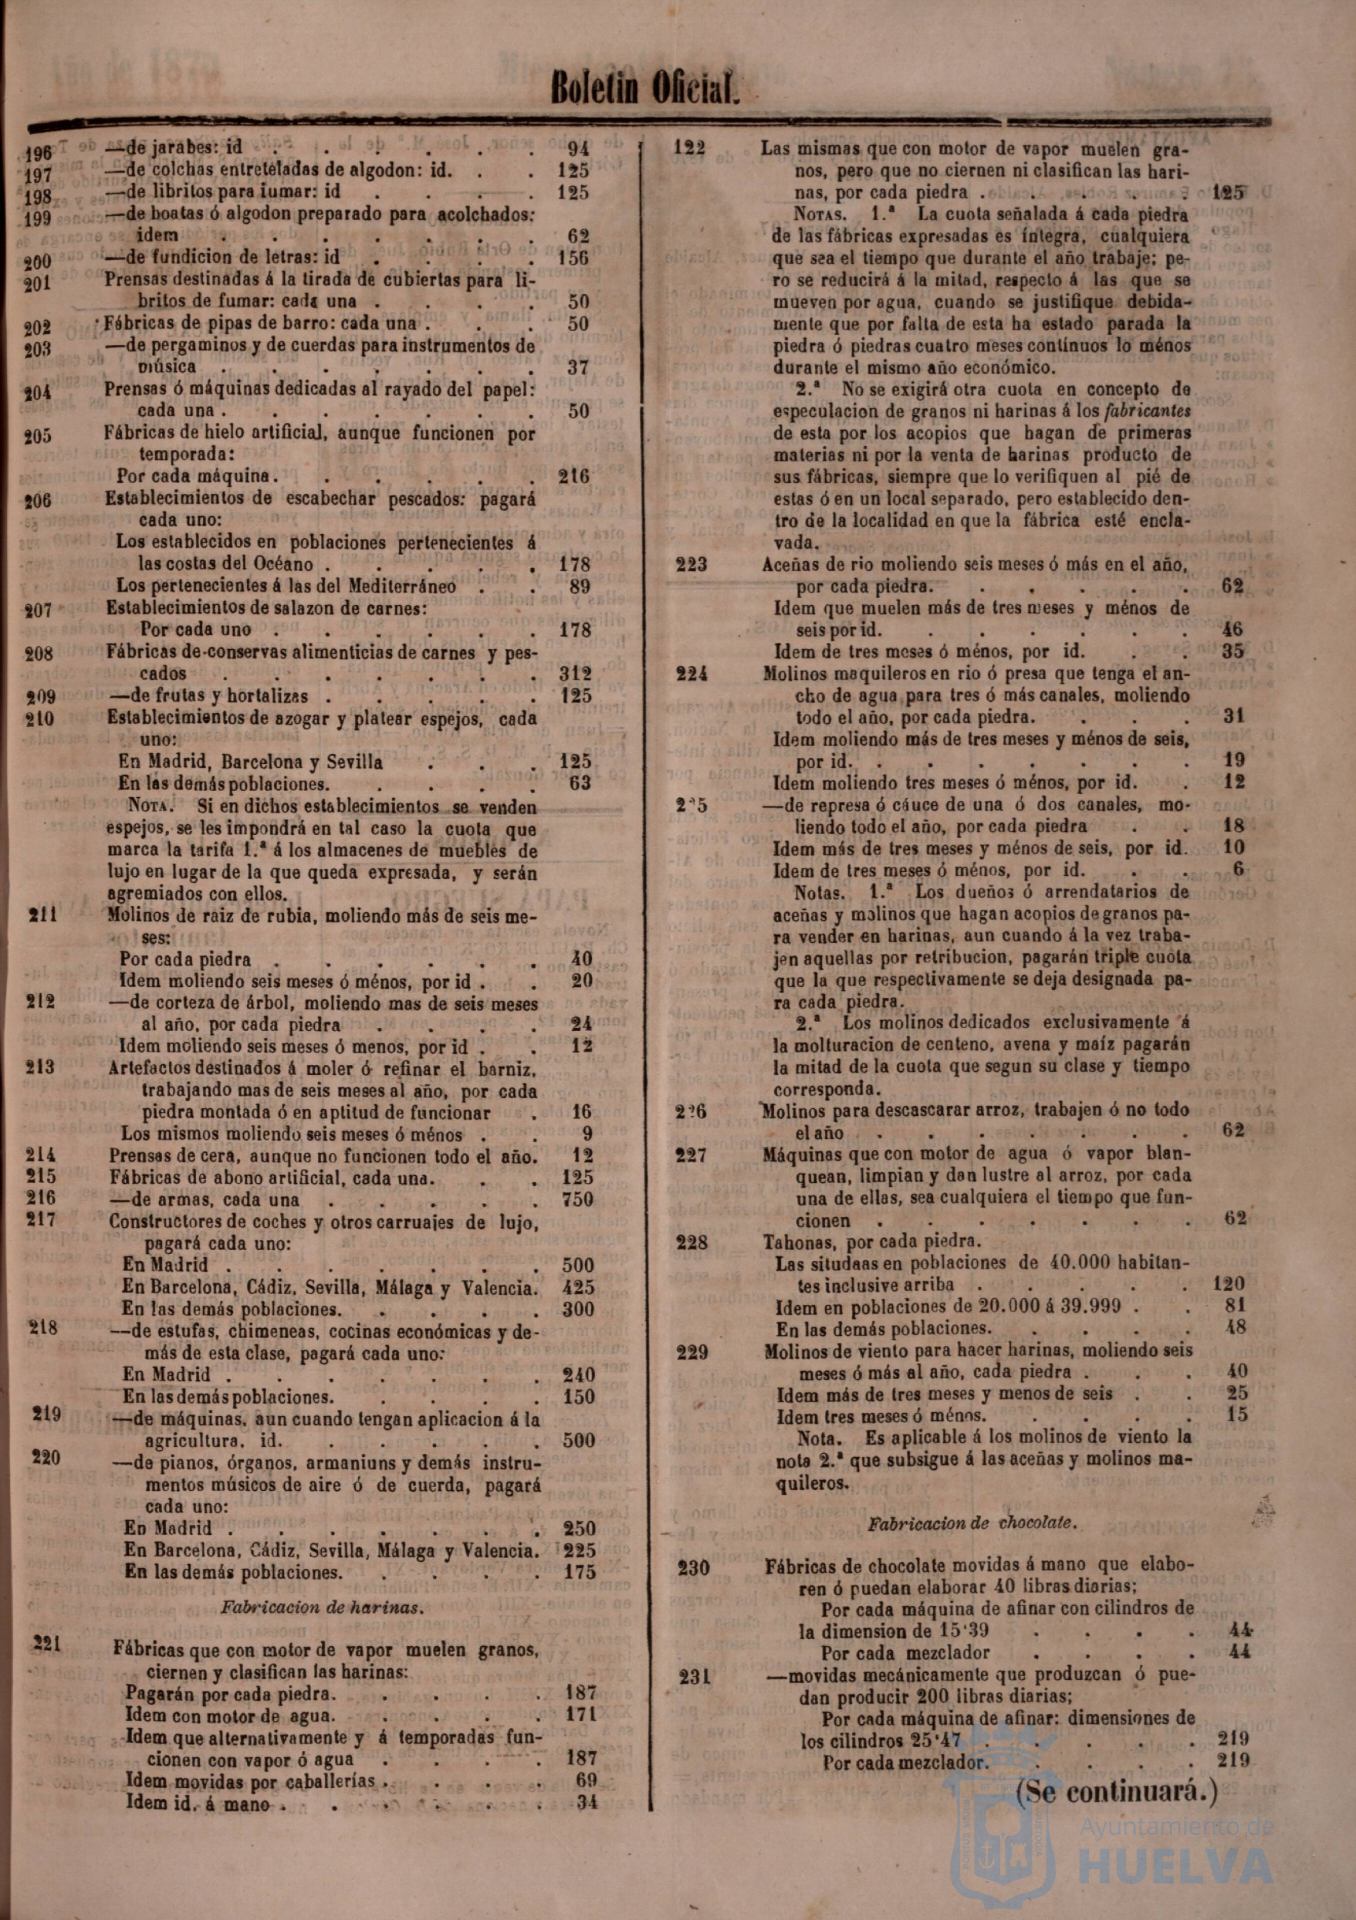 Boletin Oficial.
196 —de jarabes: id . . . . . . 94
197 —de colchas entreteladas de algodon: id. . . 125
198 —de libritos para iumar: id . . . . 125
199 —de hoatas ó algodon preparado para acolchados:
idem . . . . . . . 62
200 —de fundicion de letras: id . . . . 156
201 Prensas destinadas á la tirada de cubiertas para li-
britos de fumar: cada una . . . . 50
202 Fábricas de pipas de barro: cada una . . . 50
203 —de pergaminos y de cuerdas para instrumentos de
música . . . . . . . 37
204 Prensas ó máquinas dedicadas al rayado del papel:
cada una . . . . . . . 50
205 Fábricas de hielo artificial, aunque funcionen por
temporada:
Por cada máquina. . . . . . 216
206 Establecimientos de escabechar pescados: pagará
cada uno:
Los establecidos en poblaciones pertenecientes á
las costas del Océano . . . . . 178
Los pertenecientes á las del Mediterráneo . . 89
207 Establecimientos de salazon de carnes:
Por cada uno . . . . . . 178
208 Fábricas de conservas alimenticias de carnes y pes-
cados . . . . . . . 312
209 —de frutas y hortalizas . . . . . 125
210 Establecimientos de azogar y platear espejos, cada
uno:
En Madrid, Barcelona y Sevilla . . . 125
En las demás poblaciones. . . . . 63
NOTA. Si en dichos establecimientos se venden
espejos, se les impondrá en tal caso la cuota que
marca la tarifa 1.ª á los almacenes de muebles de
lujo en lugar de la que queda expresada, y serán
agremiados con ellos.
211 Molinos de raiz de rubia, moliendo más de seis me-
ses:
Por cada piedra . . . . . . 40
Idem moliendo seis meses ó ménos, por id . . 20
212 —de corteza de árbol, moliendo mas de seis meses
al año, por cada piedra . . . . 24
Idem moliendo seis meses ó menos, por id . . 12
213 Artefactos destinados á moler ó refinar el barniz,
trabajando mas de seis meses al año, por cada
piedra montada ó en aptitud de funcionar . 16
Los mismos moliendo seis meses ó ménos . . 9
214 Prensas de cera, aunque no funcionen todo el año. 12
215 Fábricas de abono artificial, cada una. . . 125
216 —de armas, cada una . . . . . 750
217 Constructores de coches y otros carruajes de lujo,
pagará cada uno:
En Madrid . . . . . . . 500
En Barcelona, Cádiz, Sevilla, Málaga y Valencia. 425
En las demás poblaciones. . . . . 300
218 —de estufas, chimeneas, cocinas económicas y de-
más de esta clase, pagará cada uno:
En Madrid . . . . . . . 240
En las demás poblaciones. . . . . 150
219 —de máquinas, aun cuando tengan aplicacion á la
agricultura, id. . . . . . 500
220 —de pianos, órganos, armaniuns y demás instru-
mentos músicos de aire ó de cuerda, pagará
cada uno:
En Madrid . . . . . . . 250
En Barcelona, Cádiz, Sevilla, Málaga y Valencia. 225
En las demás poblaciones. . . . . 175
Fabricacion de harinas.
221 Fábricas que con motor de vapor muelen granos,
ciernen y clasifican las harinas:
Pagarán por cada piedra. . . . . 187
Idem con motor de agua. . . . . 171
Idem que alternativamente y á temporadas fun-
cionen con vapor ó agua . . . . 187
Idem movidas por caballerías . . . . 69
Idem id. á mano . . . . . . 34
122 Las mismas que con motor de vapor muelen gra-
nos, pero que no ciernen ni clasifican las hari-
nas, por cada piedra . . . . . 125
NOTAS. 1.ª La cuota señalada á cada piedra
de las fábricas expresadas es íntegra, cualquiera
que sea el tiempo que durante el año trabaje; pe-
ro se reducirá á la mitad, respecto á las que se
mueven por agua, cuando se justifique debida-
mente que por falta de esta ha estado parada la
piedra ó piedras cuatro meses contínuos lo ménos
durante el mismo año económico.
2.ª No se exigirá otra cuota en concepto de
especulacion de granos ni harinas á los fabricantes
de esta por los acopios que hagan de primeras
materias ni por la venta de harinas producto de
sus fábricas, siempre que lo verifiquen al pié de
estas ó en un local separado, pero establecido den-
tro de la localidad en que la fábrica esté encla-
vada.
223 Aceñas de rio moliendo seis meses ó más en el año,
por cada piedra. . . . . . 62
Idem que muelen más de tres meses y ménos de
seis por id. . . . . . . 46
Idem de tres meses ó ménos, por id. . . 35
224 Molinos maquileros en rio ó presa que tenga el an-
cho de agua para tres ó más canales, moliendo
todo el año, por cada piedra. . . . 31
Idem moliendo más de tres meses y ménos de seis,
por id. . . . . . . . 19
Idem moliendo tres meses ó ménos, por id. . 12
2 5 —de represa ó cáuce de una ó dos canales, mo-
liendo todo el año, por cada piedra . . 18
Idem más de tres meses y ménos de seis, por id. 10
Idem de tres meses ó ménos, por id. . . 6
Notas. 1.ª Los dueños ó arrendatarios de
aceñas y molinos que hagan acopios de granos pa-
ra vender en harinas, aun cuando á la vez traba-
jen aquellas por retribucion, pagarán triple cuota
que la que respectivamente se deja designada pa-
ra cada piedra.
2.ª Los molinos dedicados exclusivamente á
la molturacion de centeno, avena y maíz pagarán
la mitad de la cuota que segun su clase y tiempo
corresponda.
226 Molinos para descascarar arroz, trabajen ó no todo
el año . . . . . . . 62
227 Máquinas que con motor de agua ó vapor blan-
quean, limpian y dan lustre al arroz, por cada
una de ellas, sea cualquiera el tiempo que fun-
cionen . . . . . . . 62
228 Tahonas, por cada piedra.
Las situdaas en poblaciones de 40.000 habitan-
tes inclusive arriba . . . . . 120
Idem en poblaciones de 20.000 á 39.999 . . 81
En las demás poblaciones. . . . . 48
229 Molinos de viento para hacer harinas, moliendo seis
meses ó más al año, cada piedra . . . 40
Idem más de tres meses y menos de seis . . 25
Idem tres meses ó ménos. . . . . 15
Nota. Es aplicable á los molinos de viento la
nota 2.ª que subsigue á las aceñas y molinos ma-
quileros.
Fabricacion de chocolate.
230 Fábricas de chocolate movidas á mano que elabo-
ren ó puedan elaborar 40 libras diarias;
Por cada máquina de afinar con cilindros de
la dimension de 15'39 . . . . 44
Por cada mezclador . . . . 44
231 —movidas mecánicamente que produzcan ó pue-
dan producir 200 libras diarias;
Por cada máquina de afinar: dimensiones de
los cilindros 25'47 . . . . . 219
Por cada mezclador. . . . . 219
(Se continuará.)
Ayuntamiento de
HUELVA